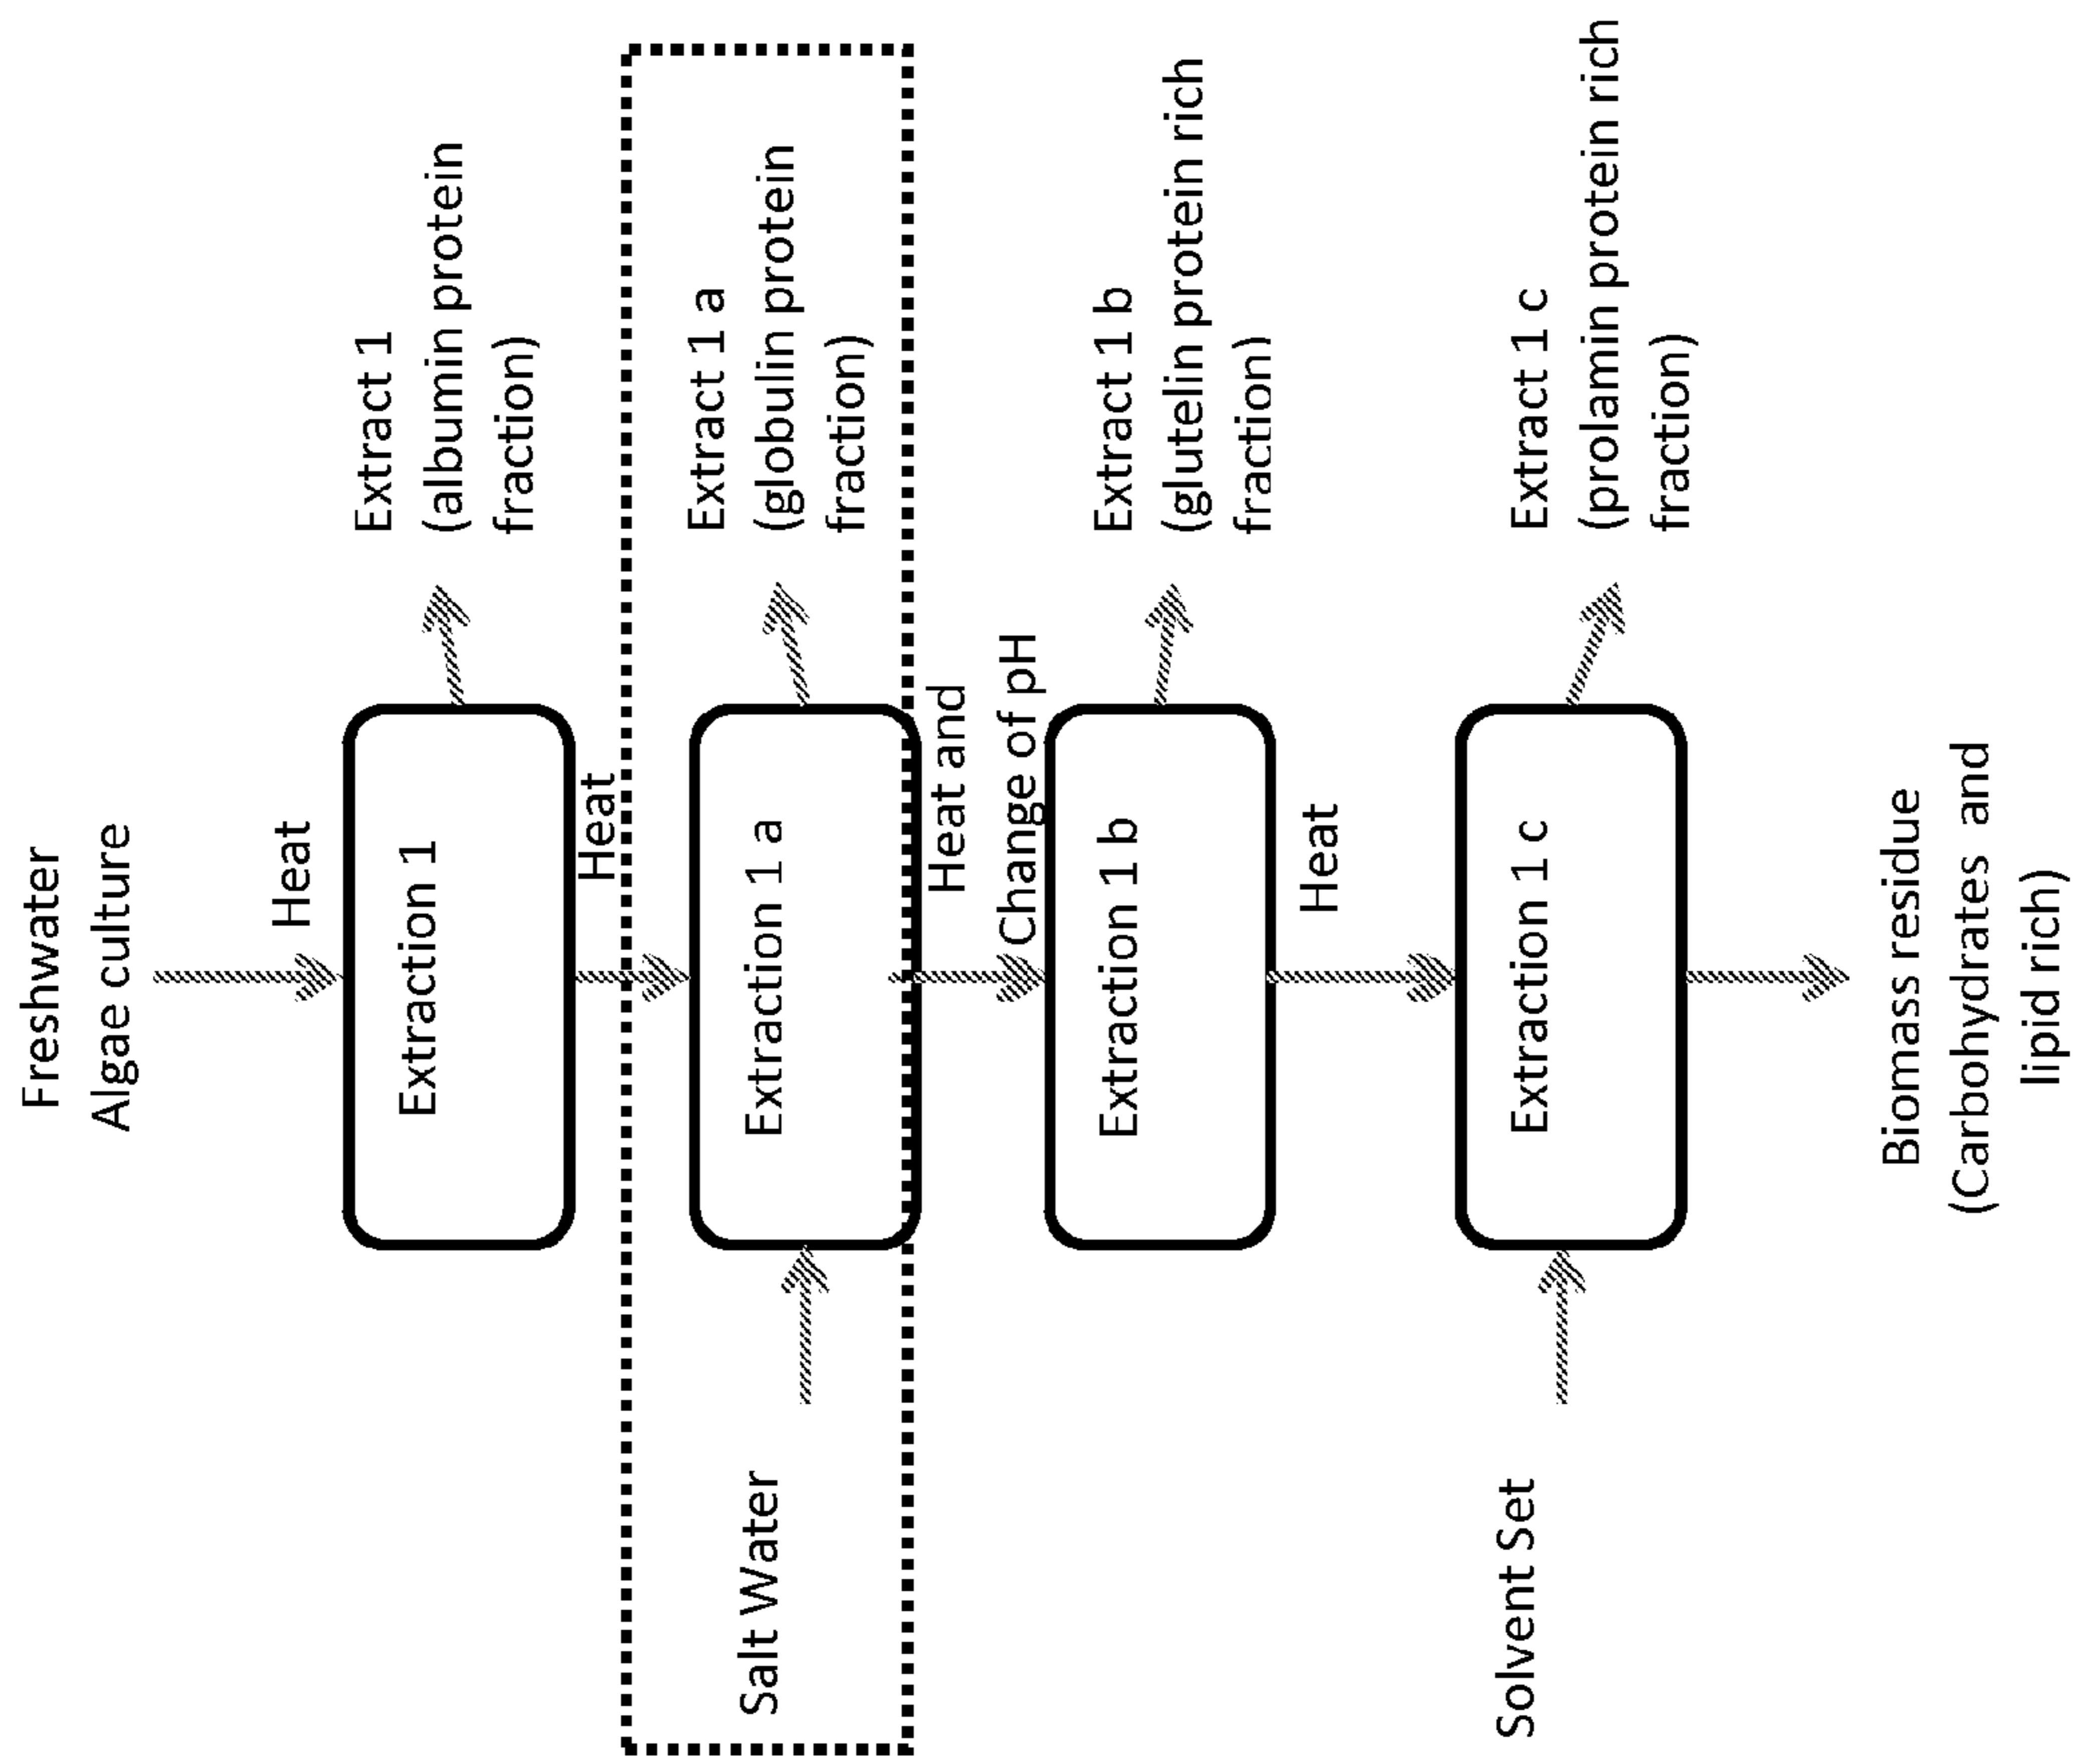 Freshwater
Algae culture
Heat
Extraction 1
Extract 1
(albumin protein
fraction)
Heat
Salt Water
Extraction 1 a
Extract 1 a
(globulin protein
fraction)
Heat and
Change of pH
Extraction 1 b
Extract 1 b
(glutelin protein rich
fraction)
Heat
Solvent Set
Extraction 1 c
Extract 1 c
(prolamin protein rich
fraction)
Biomass residue
(Carbohydrates and
lipid rich)